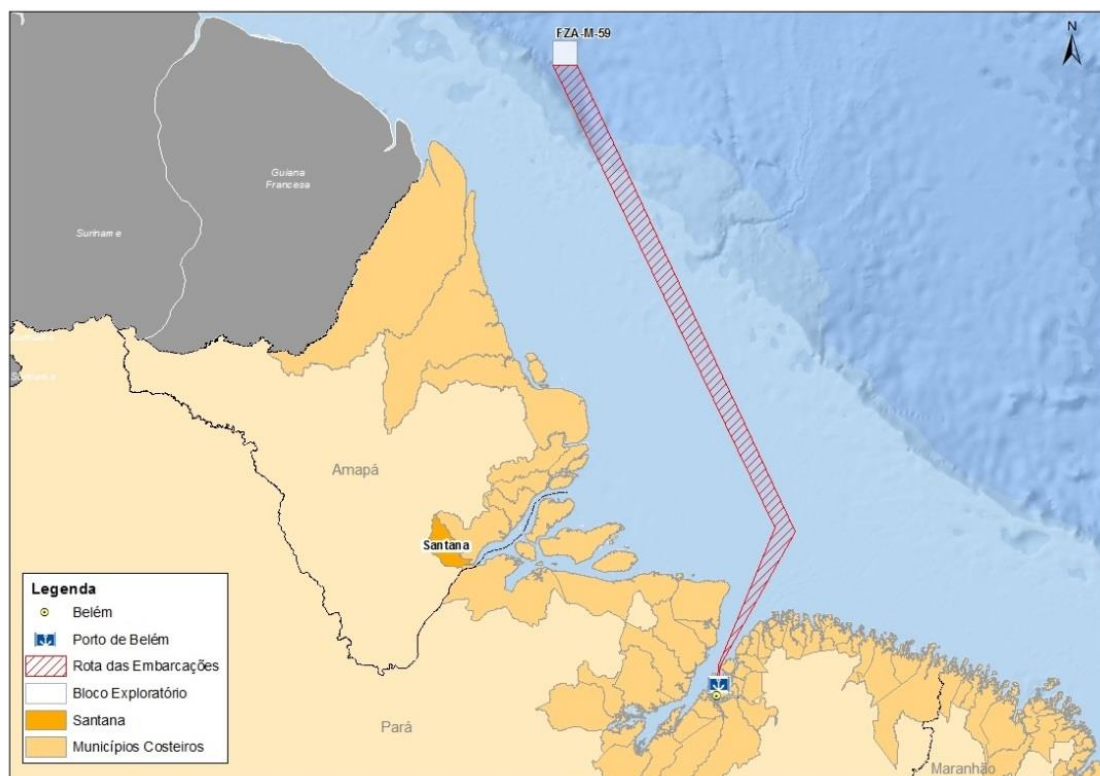 FZA-M-59
N
Guiana
Francesa
Suriname
Amapá
Santana
Pará
Maranhão
Legenda
Belém
Porto de Belém
Rota das Embarcações
Bloco Exploratório
Santana
Municípios Costeiros